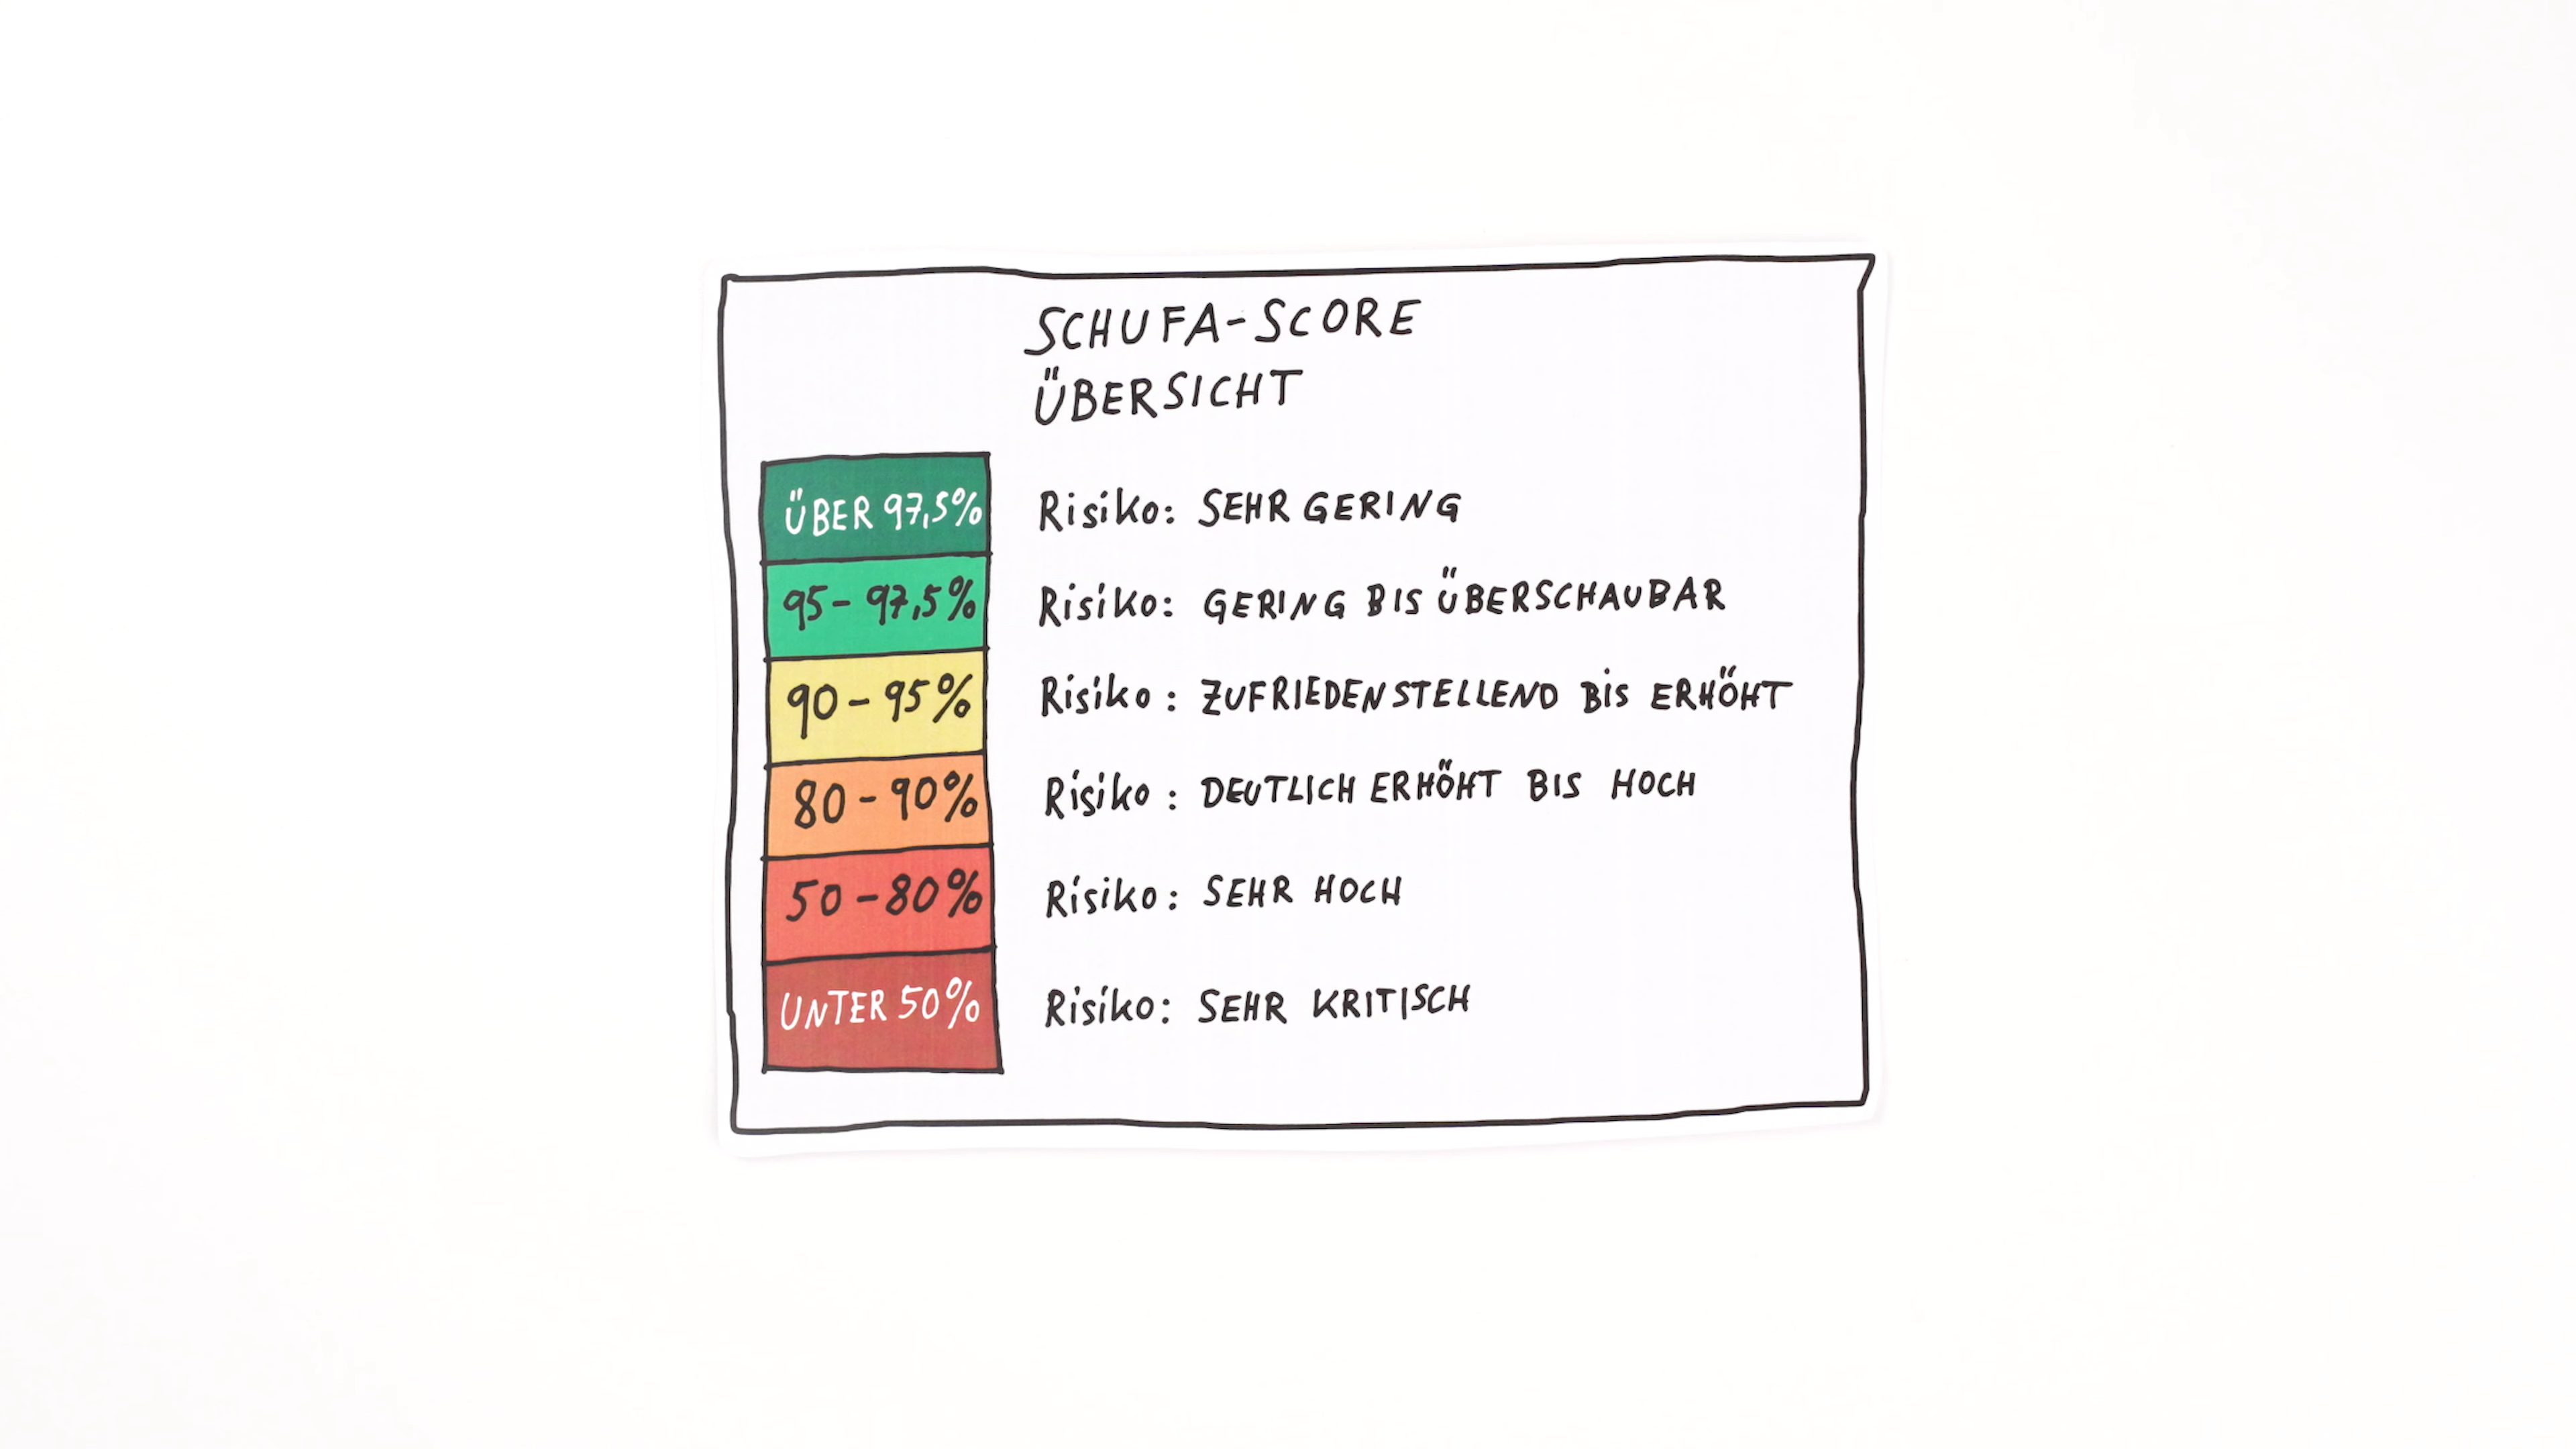 SCHUFA-SCORE
ÜBERSICHT
ÜBER 97,5% Risiko: SEHR GERING
95-97,5% Risiko: GERING BIS ÜBERSCHAUBAR
90-95% Risiko: ZUFRIEDENSTELLEND BIS ERHÖHT
80-90% Risiko: DEUTLICH ERHÖHT BIS HOCH
50-80% Risiko: SEHR HOCH
UNTER 50% Risiko: SEHR KRITISCH